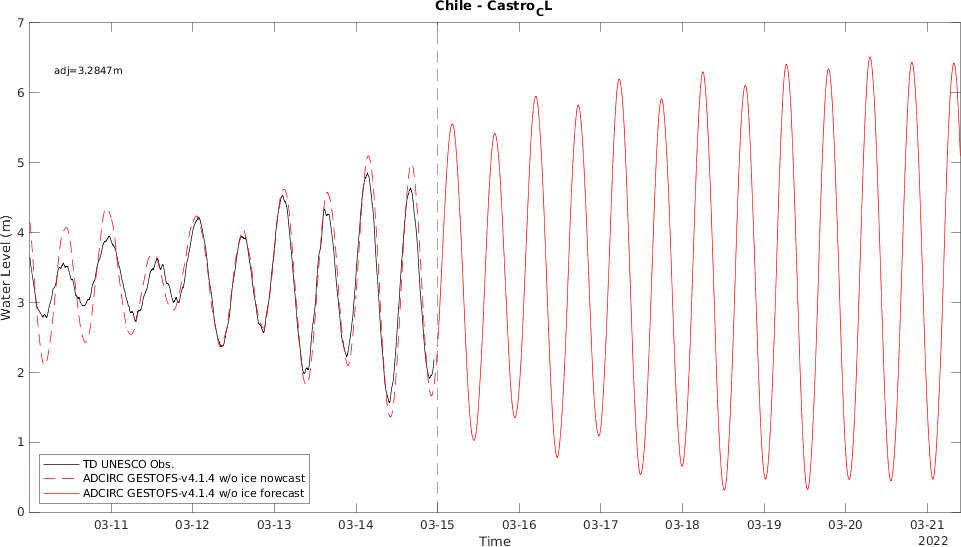 Chile - Castro_CL
7
adj=3.2847m
6
5
4
3
2
1
0
Water Level (m)
TD UNESCO Obs.
ADCIRC GESTOFS-v4.1.4 w/o ice nowcast
ADCIRC GESTOFS-v4.1.4 w/o ice forecast
03-11 03-12 03-13 03-14 03-15 03-16 03-17 03-18 03-19 03-20 03-21
Time
2022